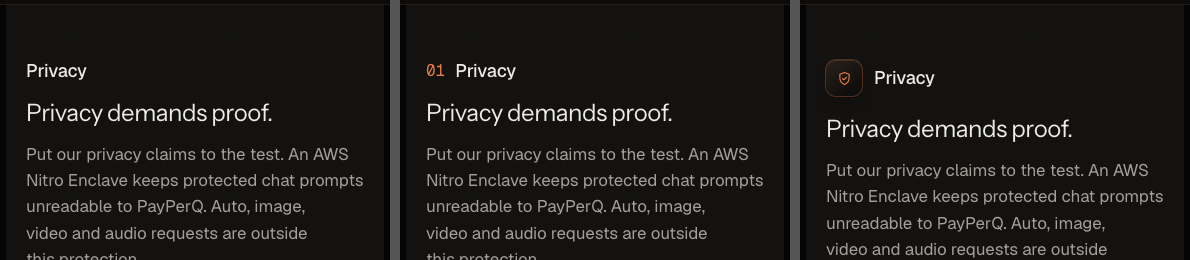 Privacy
Privacy demands proof.
Put our privacy claims to the test. An AWS
Nitro Enclave keeps protected chat prompts
unreadable to PayPerQ. Auto, image,
video and audio requests are outside
this protection
01 Privacy
Privacy demands proof.
Put our privacy claims to the test. An AWS
Nitro Enclave keeps protected chat prompts
unreadable to PayPerQ. Auto, image,
video and audio requests are outside
this protection
Privacy
Privacy demands proof.
Put our privacy claims to the test. An AWS
Nitro Enclave keeps protected chat prompts
unreadable to PayPerQ. Auto, image,
video and audio requests are outside